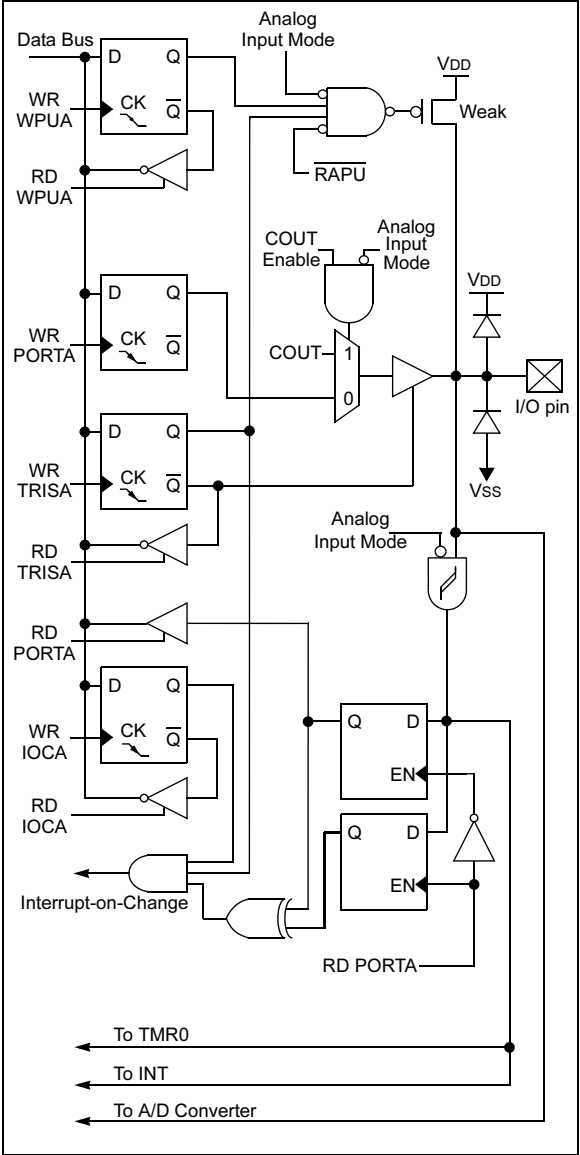 Analog
Input Mode
Data Bus
D Q
VDD
WR
WPUA
CK
Q
Weak
RD
WPUA
RAPU
COUT
Enable
Analog
Input
Mode
VDD
D Q
WR
PORTA
CK
Q
COUT
1
0
I/O pin
D Q
WR
TRISA
CK
Q
VSS
Analog
Input Mode
RD
TRISA
RD
PORTA
D Q
WR
IOCA
CK
Q
Q D
EN
RD
IOCA
Q D
EN
Interrupt-on-Change
RD PORTA
To TMR0
To INT
To A/D Converter